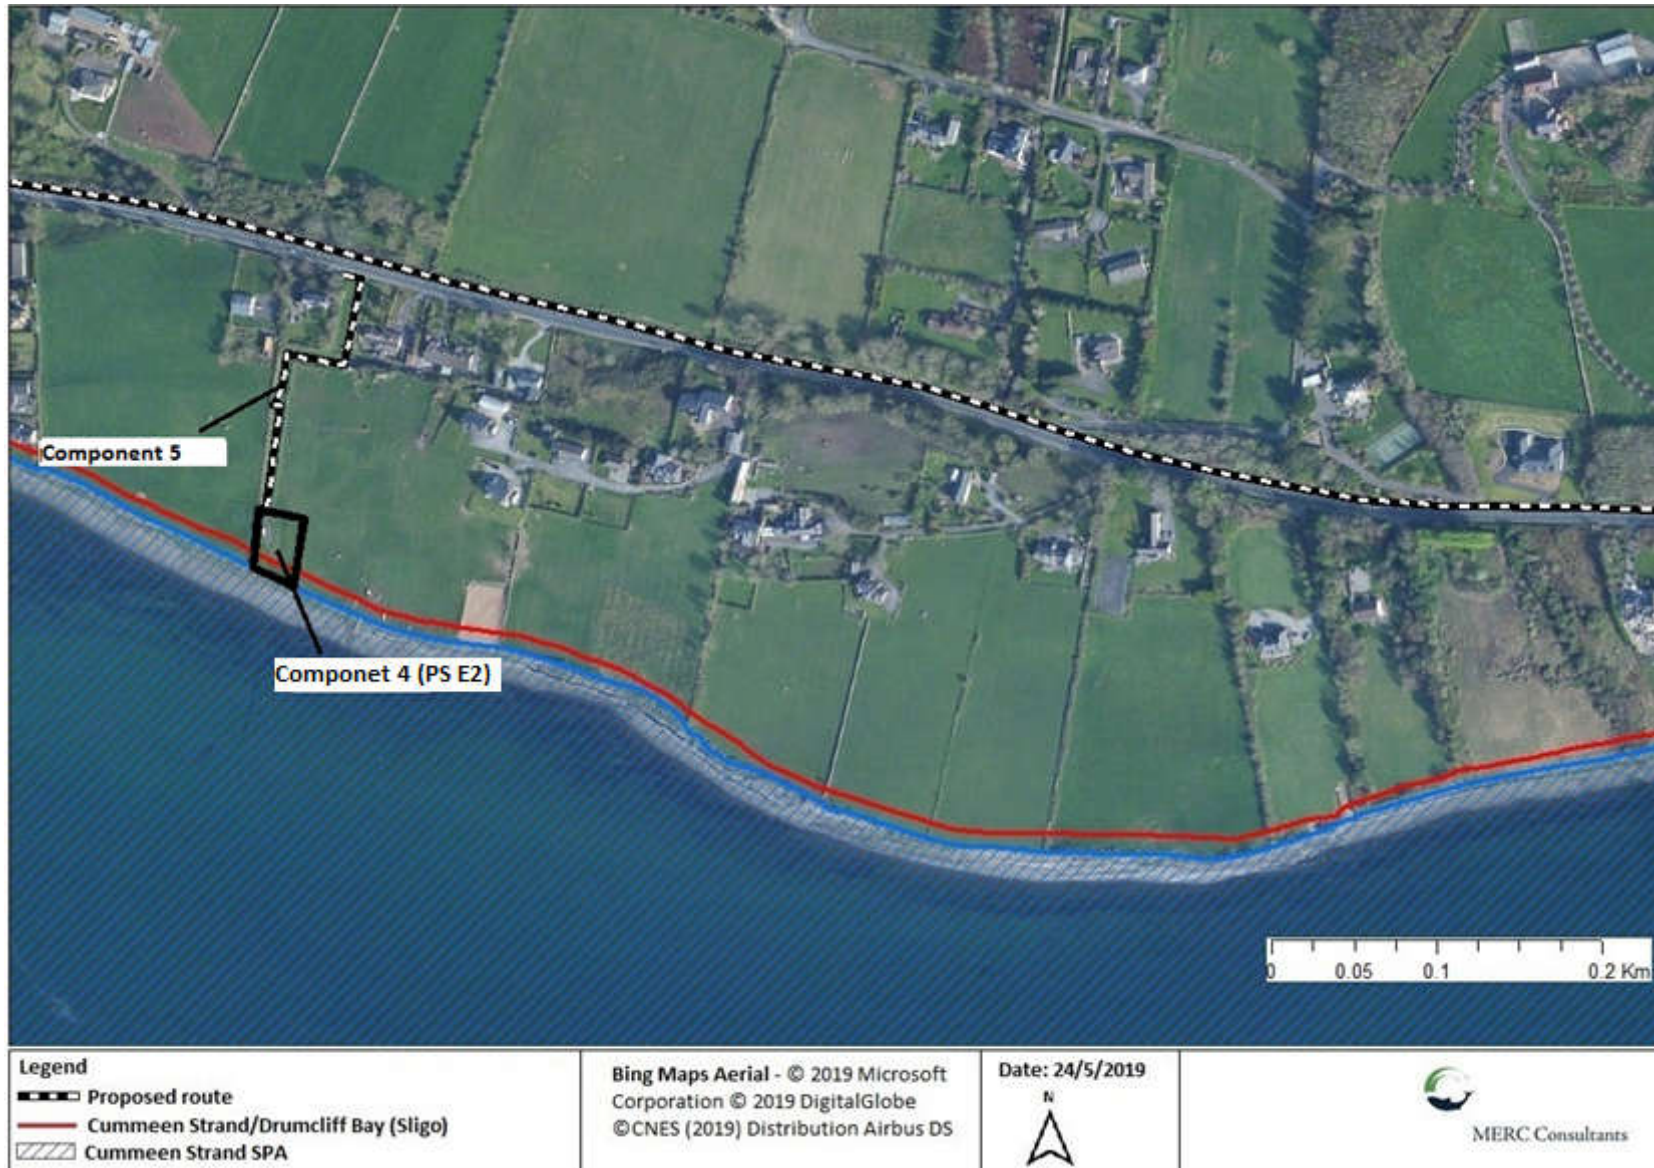 Component 5
Componet 4 (PS E2)
0 0.05 0.1 0.2 Km
Legend
Proposed route
Cummeen Strand/Drumcliff Bay (Sligo)
Cummeen Strand SPA
Bing Maps Aerial - © 2019 Microsoft
Corporation © 2019 DigitalGlobe
©CNES (2019) Distribution Airbus DS
Date: 24/5/2019
N
MERC Consultants